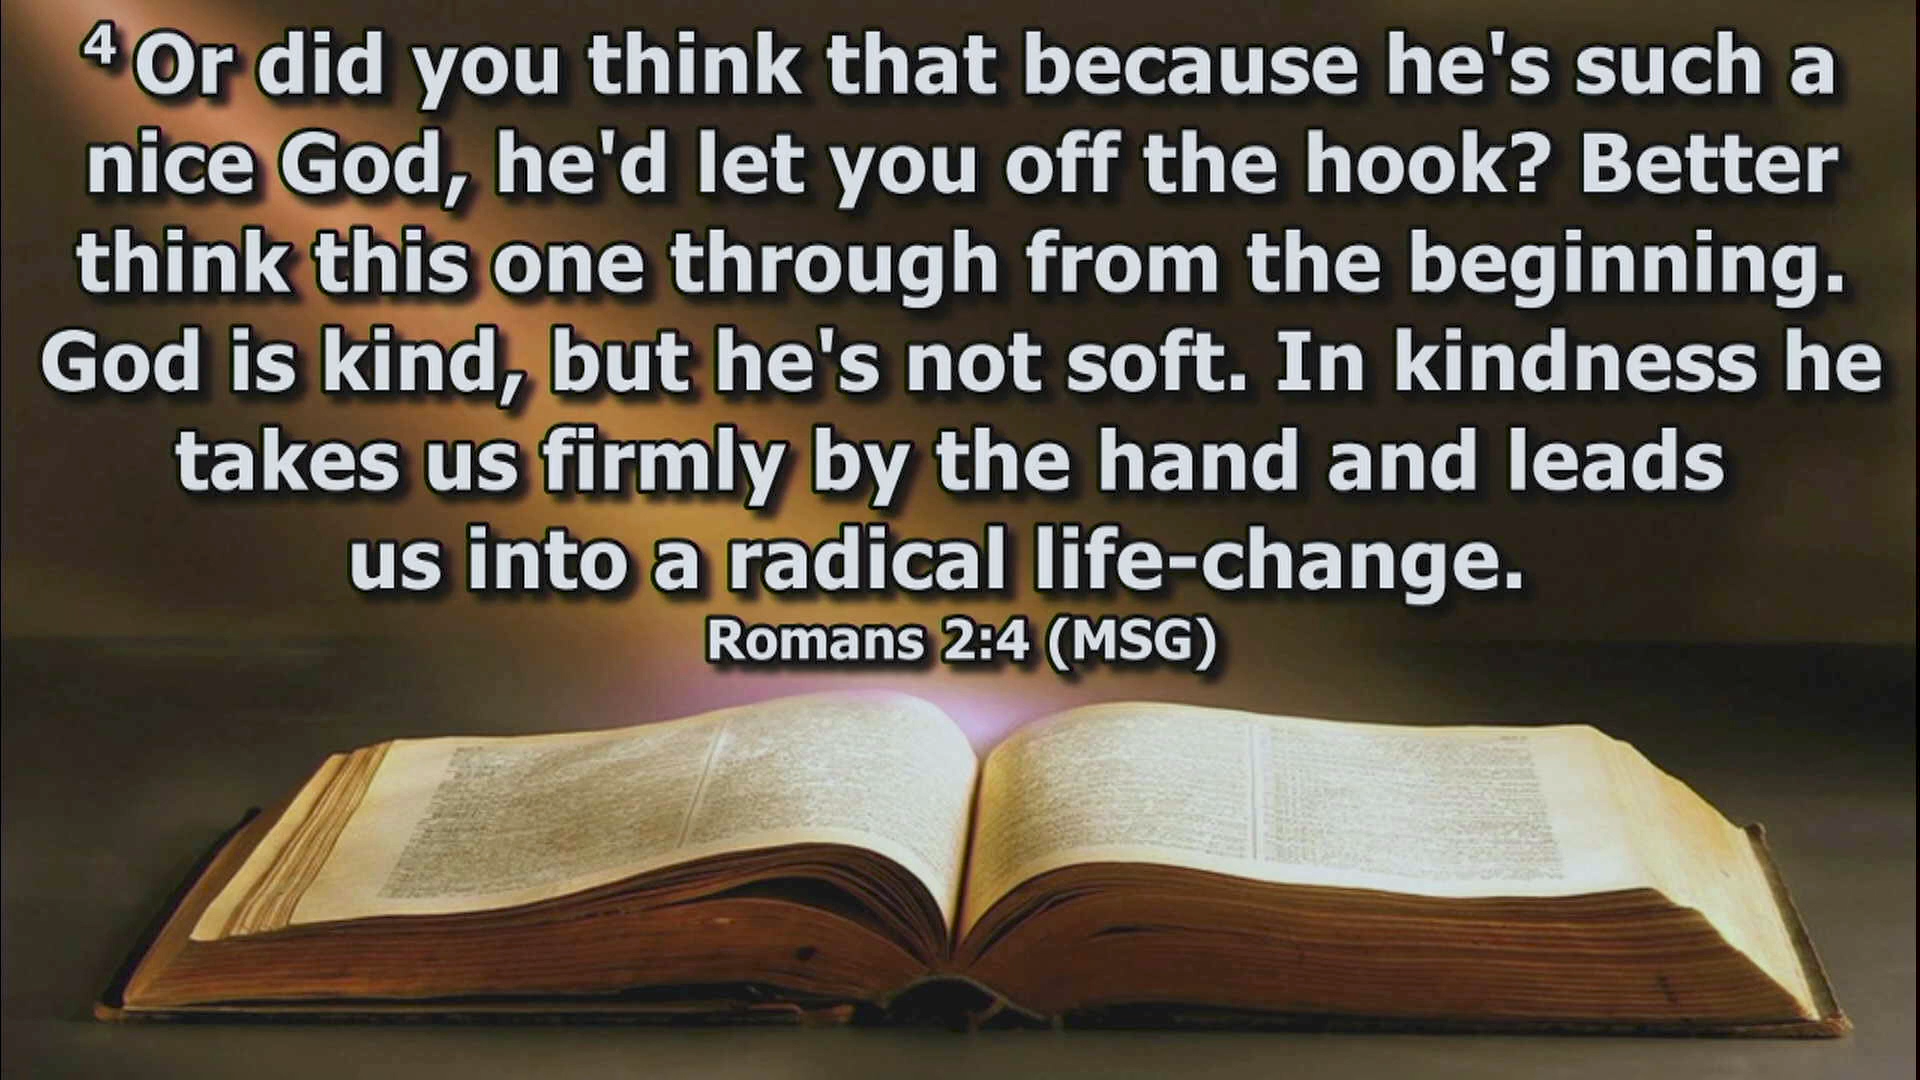 4 Or did you think that because he's such a
nice God, he'd let you off the hook? Better
think this one through from the beginning.
God is kind, but he's not soft. In kindness he
takes us firmly by the hand and leads
us into a radical life-change.
Romans 2:4 (MSG)